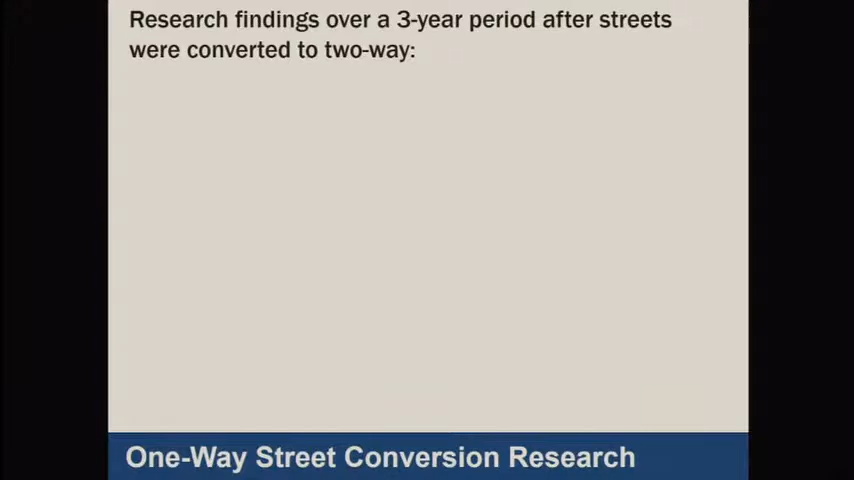 Research findings over a 3-year period after streets
were converted to two-way:
One-Way Street Conversion Research